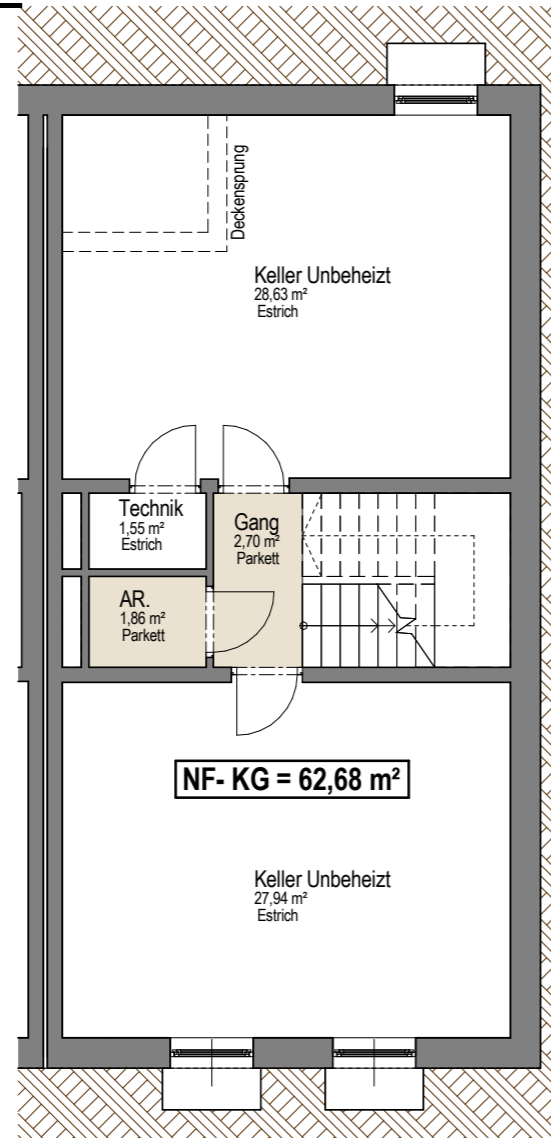 Deckensprung
Keller Unbeheizt
28,63 m²
Estrich
Technik
1,55 m²
Estrich
Gang
2,70 m²
Parkett
AR.
1,86 m²
Parkett
NF- KG = 62,68 m²
Keller Unbeheizt
27,94 m²
Estrich